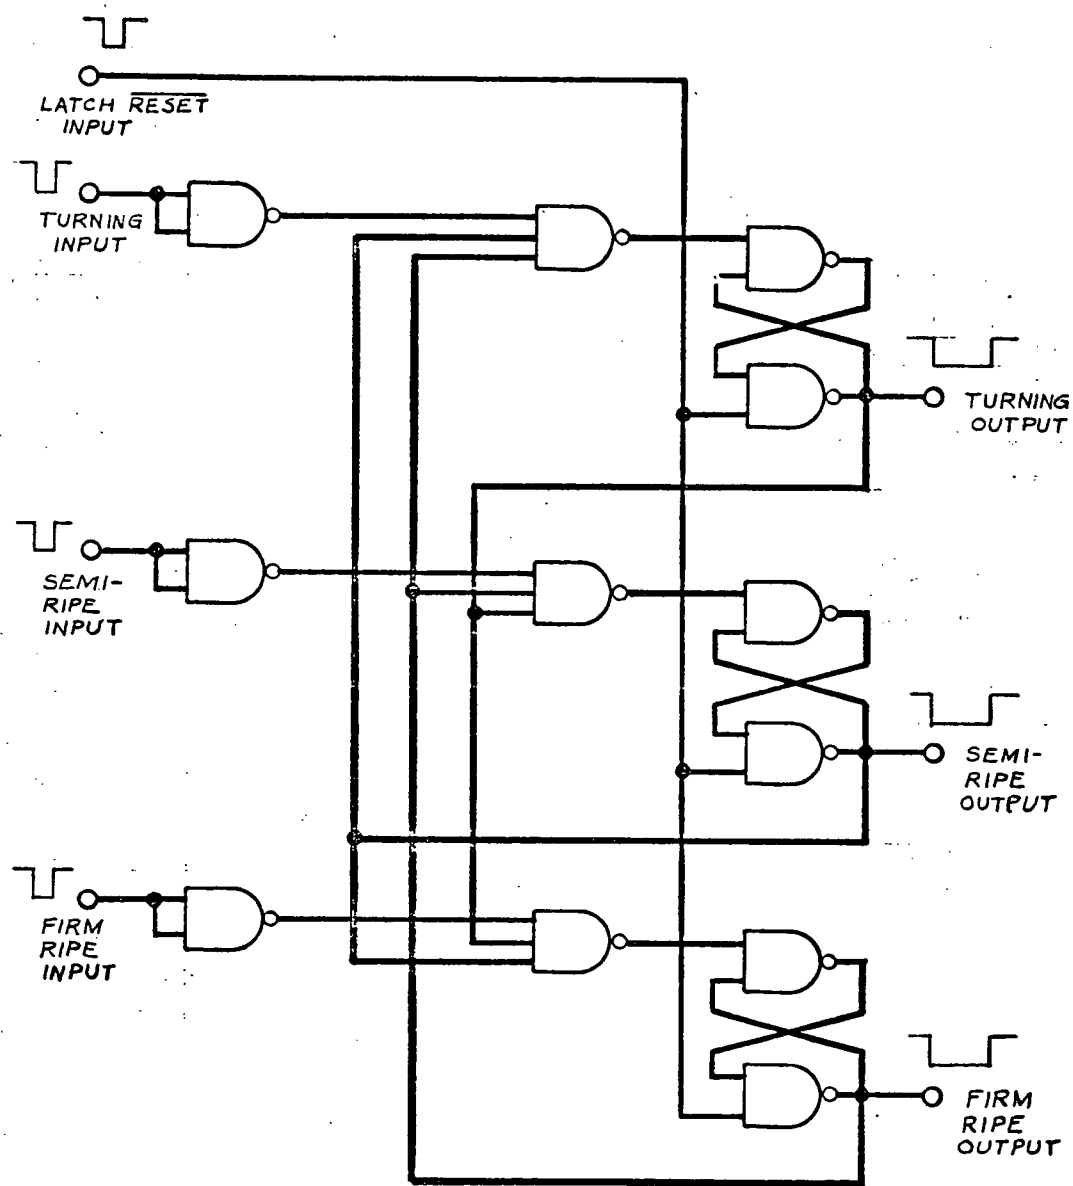 LATCH RESET
INPUT
TURNING
INPUT
TURNING
OUTPUT
SEMI-
RIPE
INPUT
SEMI-
RIPE
OUTPUT
FIRM
RIPE
INPUT
FIRM
RIPE
OUTPUT